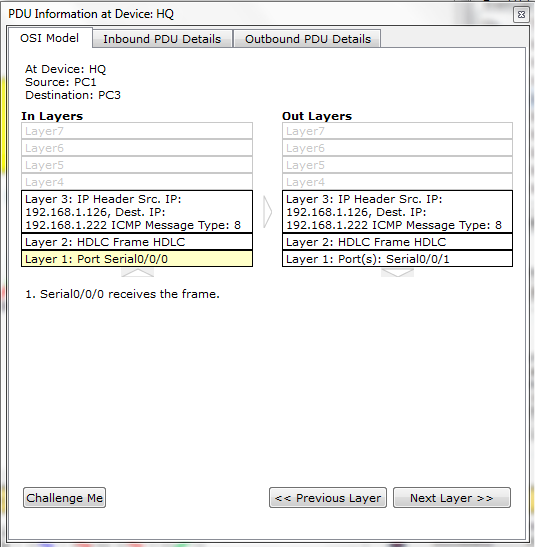 PDU Information at Device: HQ
OSI Model
Inbound PDU Details
Outbound PDU Details
At Device: HQ
Source: PC1
Destination: PC3
In Layers
Layer7
Layer6
Layer5
Layer4
Layer 3: IP Header Src. IP:
192.168.1.126, Dest. IP:
192.168.1.222 ICMP Message Type: 8
Layer 2: HDLC Frame HDLC
Layer 1: Port Serial0/0/0
Out Layers
Layer7
Layer6
Layer5
Layer4
Layer 3: IP Header Src. IP:
192.168.1.126, Dest. IP:
192.168.1.222 ICMP Message Type: 8
Layer 2: HDLC Frame HDLC
Layer 1: Port(s): Serial0/0/1
1. Serial0/0/0 receives the frame.
Challenge Me
<< Previous Layer
Next Layer >>